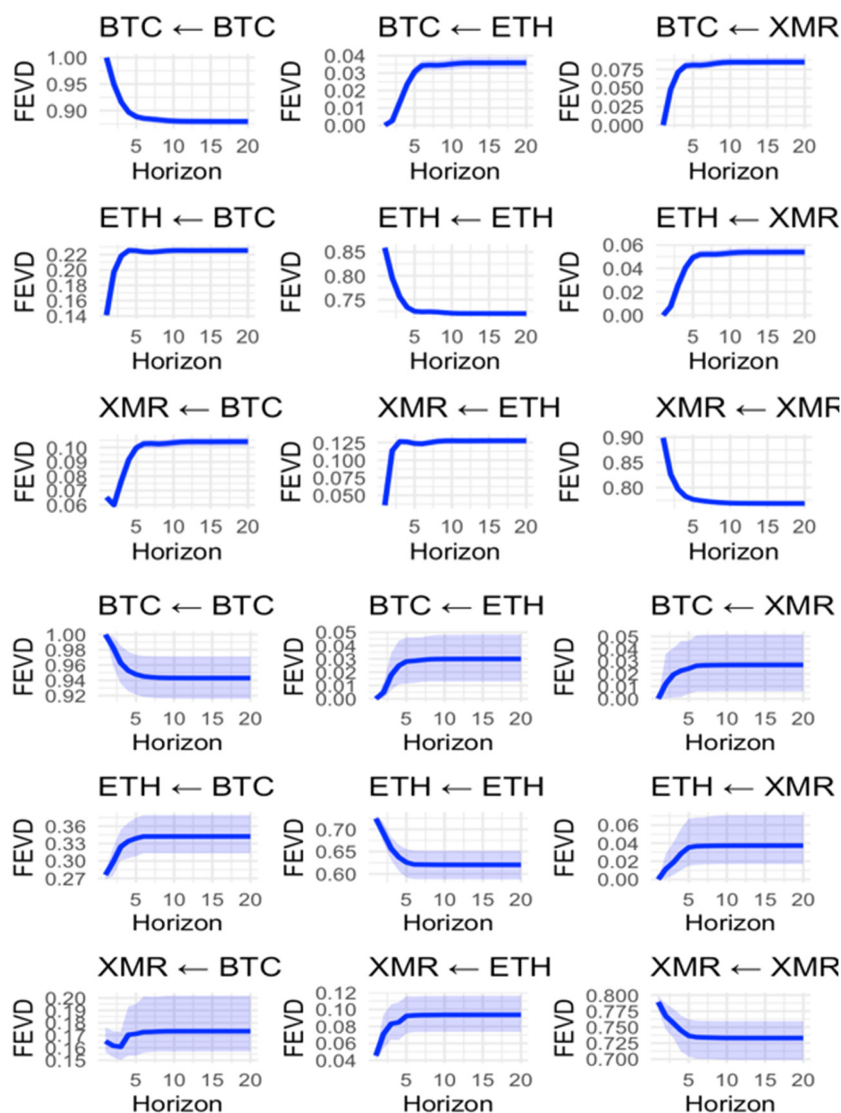 BTC ← BTC BTC ← ETH BTC ← XMR
FEVD 1.00 0.95 0.90 5 10 15 20 Horizon
FEVD 0.04 0.03 0.02 0.01 0.00 5 10 15 20 Horizon
FEVD 0.075 0.050 0.025 0.000 5 10 15 20 Horizon
ETH ← BTC ETH ← ETH ETH ← XMR
FEVD 0.22 0.20 0.18 0.16 0.14 5 10 15 20 Horizon
FEVD 0.85 0.80 0.75 5 10 15 20 Horizon
FEVD 0.06 0.04 0.02 0.00 5 10 15 20 Horizon
XMR ← BTC XMR ← ETH XMR ← XMR
FEVD 0.10 0.09 0.08 0.07 0.06 5 10 15 20 Horizon
FEVD 0.125 0.100 0.075 0.050 5 10 15 20 Horizon
FEVD 0.90 0.85 0.80 5 10 15 20 Horizon
BTC ← BTC BTC ← ETH BTC ← XMR
FEVD 1.00 0.98 0.96 0.94 0.92 5 10 15 20 Horizon
FEVD 0.05 0.04 0.03 0.02 0.01 0.00 5 10 15 20 Horizon
FEVD 0.05 0.04 0.03 0.02 0.01 0.00 5 10 15 20 Horizon
ETH ← BTC ETH ← ETH ETH ← XMR
FEVD 0.36 0.33 0.30 0.27 5 10 15 20 Horizon
FEVD 0.70 0.65 0.60 5 10 15 20 Horizon
FEVD 0.06 0.04 0.02 0.00 5 10 15 20 Horizon
XMR ← BTC XMR ← ETH XMR ← XMR
FEVD 0.20 0.19 0.18 0.17 0.16 0.15 5 10 15 20 Horizon
FEVD 0.12 0.10 0.08 0.06 0.04 5 10 15 20 Horizon
FEVD 0.800 0.775 0.750 0.725 0.700 5 10 15 20 Horizon